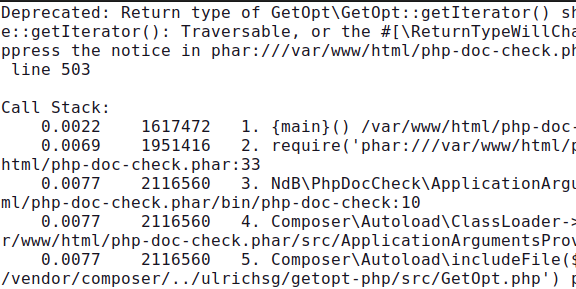 Deprecated: Return type of GetOpt\GetOpt::getIterator() sh
e::getIterator(): Traversable, or the #[\ReturnTypeWillCha
ppress the notice in phar:///var/www/html/php-doc-check.ph
line 503
Call Stack:
0.0022 1617472 1. {main}() /var/www/html/php-doc-
0.0069 1951416 2. require('phar:///var/www/html/p
html/php-doc-check.phar:33
0.0077 2116560 3. NdB\PhpDocCheck\ApplicationArgu
ml/php-doc-check.phar/bin/php-doc-check:10
0.0077 2116560 4. Composer\Autoload\ClassLoader->
r/www/html/php-doc-check.phar/src/ApplicationArgumentsProv
0.0077 2116560 5. Composer\Autoload\includeFile($
/vendor/composer/../ulrichsg/getopt-php/src/GetOpt.php') p